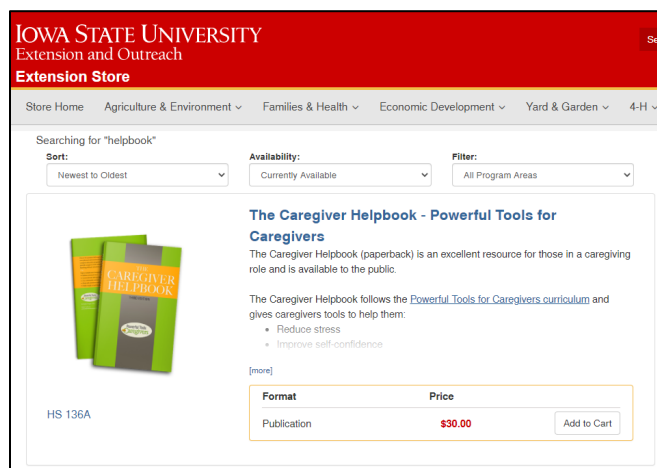 IOWA STATE UNIVERSITY
Extension and Outreach
Extension Store
Se
Store Home Agriculture & Environment Families & Health Economic Development Yard & Garden 4-H
Searching for "helpbook"
Sort: Availability: Filter:
Newest to Oldest Currently Available All Program Areas
The Caregiver Helpbook - Powerful Tools for
Caregivers
The Caregiver Helpbook (paperback) is an excellent resource for those in a caregiving
role and is available to the public.
The Caregiver Helpbook follows the Powerful Tools for Caregivers curriculum and
gives caregivers tools to help them:
• Reduce stress
• Improve self-confidence
[more]
THE
CAREGIVER
HELPBOOK
Powerful Tools
Caregivers
HS 136A
Format Price
Publication $30.00 Add to Cart